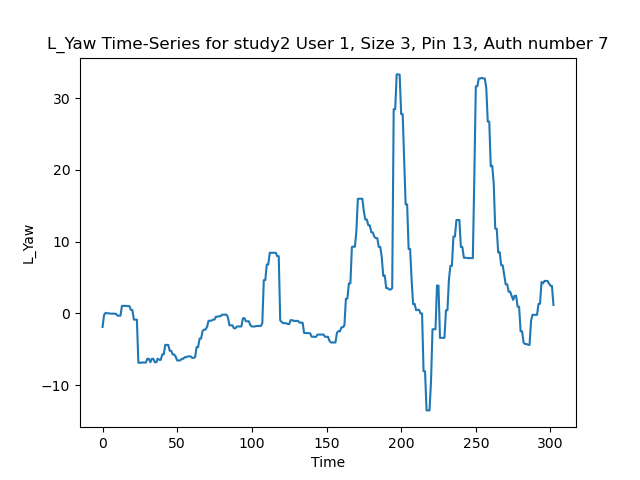 L_Yaw Time-Series for study2 User 1, Size 3, Pin 13, Auth number 7
30
20
10
0
−10
L_Yaw
0 50 100 150 200 250 300
Time